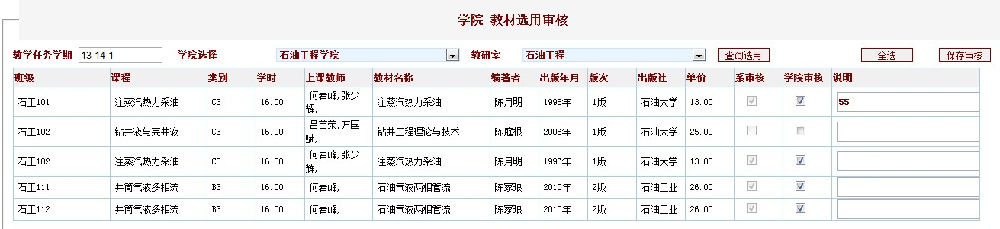 学院 教材选用审核
教学任务学期 13-14-1 学院选择 石油工程学院 教研室 石油工程 查询选用 全选 保存审核
班级 课程 类别 学时 上课教师 教材名称 编著者 出版年月 版次 出版社 单价 系审核 学院审核 说明
石工101 注蒸汽热力采油 C3 16.00 何岩峰,张少辉, 注蒸汽热力采油 陈月明 1996年 1版 石油大学 13.00 55
石工102 钻井液与完井液 C3 16.00 吕苗荣,万国赋, 钻井工程理论与技术 陈庭根 2006年 1版 石油大学 25.00
石工102 注蒸汽热力采油 C3 16.00 何岩峰,张少辉, 注蒸汽热力采油 陈月明 1996年 1版 石油大学 13.00
石工111 井筒气液多相流 B3 16.00 何岩峰, 石油气液两相管流 陈家琅 2010年 2版 石油工业 26.00
石工112 井筒气液多相流 B3 16.00 何岩峰, 石油气液两相管流 陈家琅 2010年 2版 石油工业 26.00